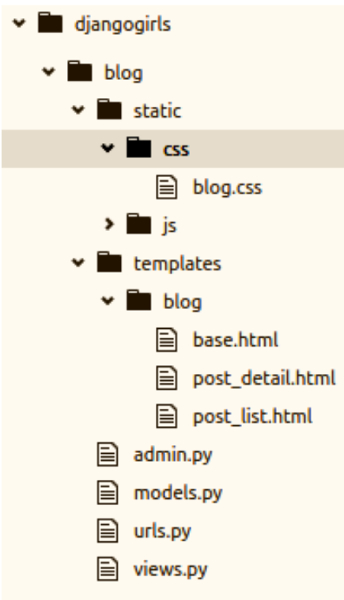 djangogirls
blog
static
css
blog.css
js
templates
blog
base.html
post_detail.html
post_list.html
admin.py
models.py
urls.py
views.py